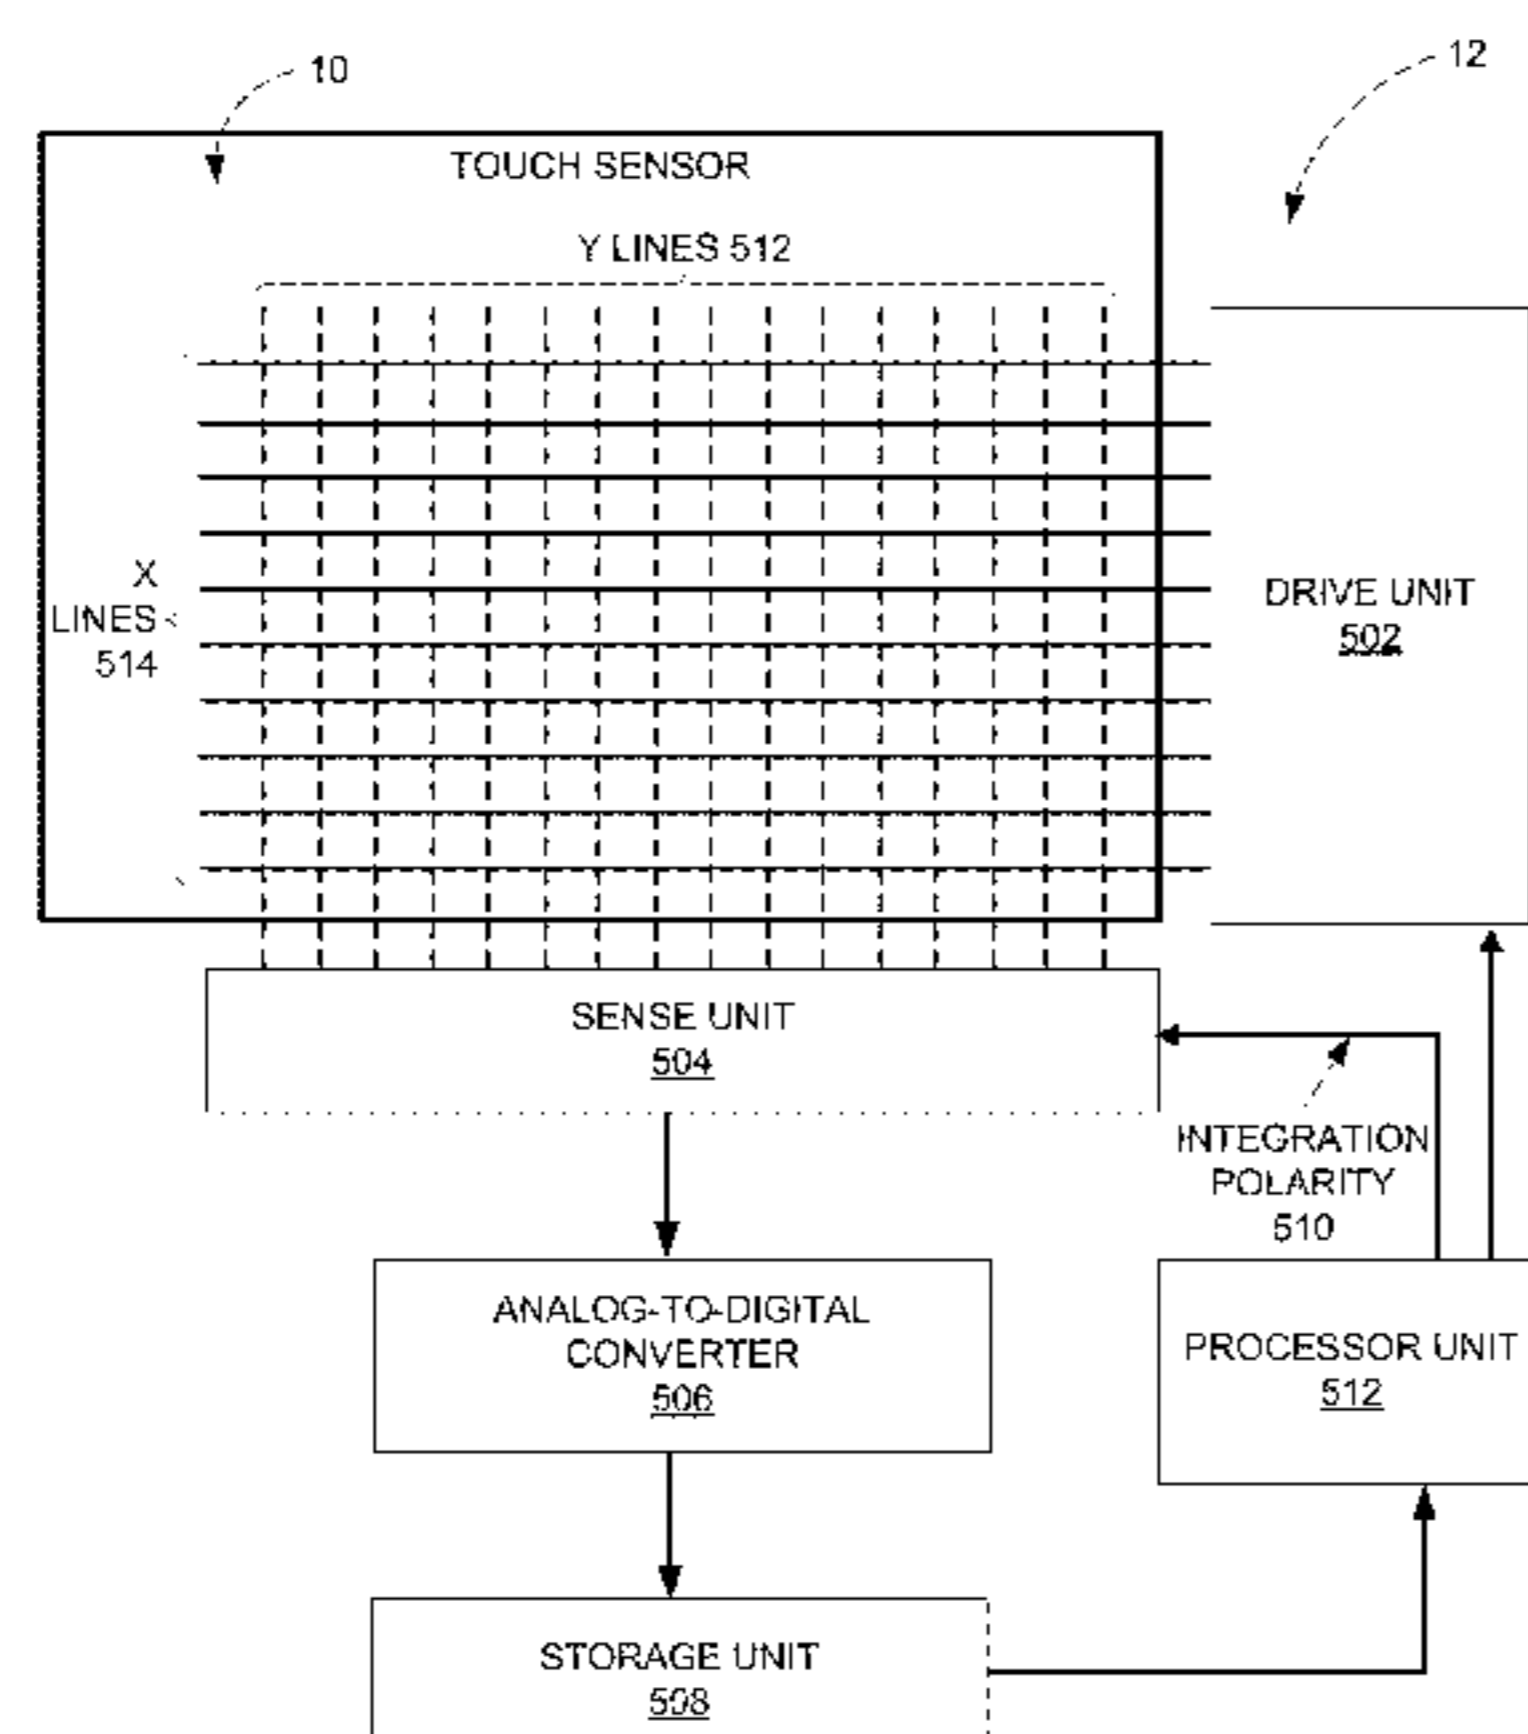 10
12
TOUCH SENSOR
Y LINES 512
X
LINES
514
DRIVE UNIT
502
SENSE UNIT
504
INTEGRATION
POLARITY
510
ANALOG-TO-DIGITAL
CONVERTER
506
PROCESSOR UNIT
512
STORAGE UNIT
508